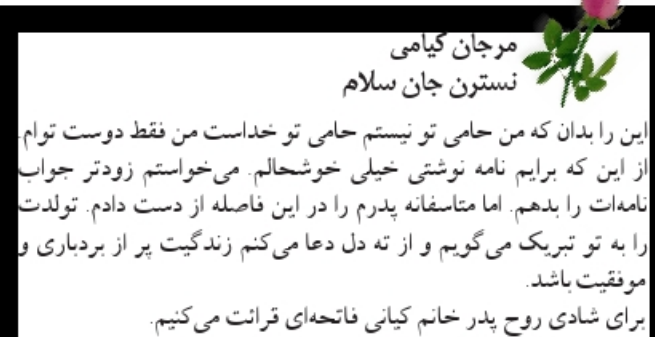 مرجان گیامی
نسترن جان سلام
این را بدان که من حامی تو نیستم حامی تو خداست من فقط دوست توام.
از این که برایم نامه نوشتی خیلی خوشحالم. می‌خواستم زودتر جواب
نامه‌ات را بدهم. اما متاسفانه پدرم را در این فاصله از دست دادم. تولدت
را به تو تبریک می‌گویم و از ته دل دعا می‌کنم زندگیت پر از بردباری و
موفقیت باشد.
برای شادی روح پدر خانم کیانی فاتحه‌ای قرائت می‌کنیم.